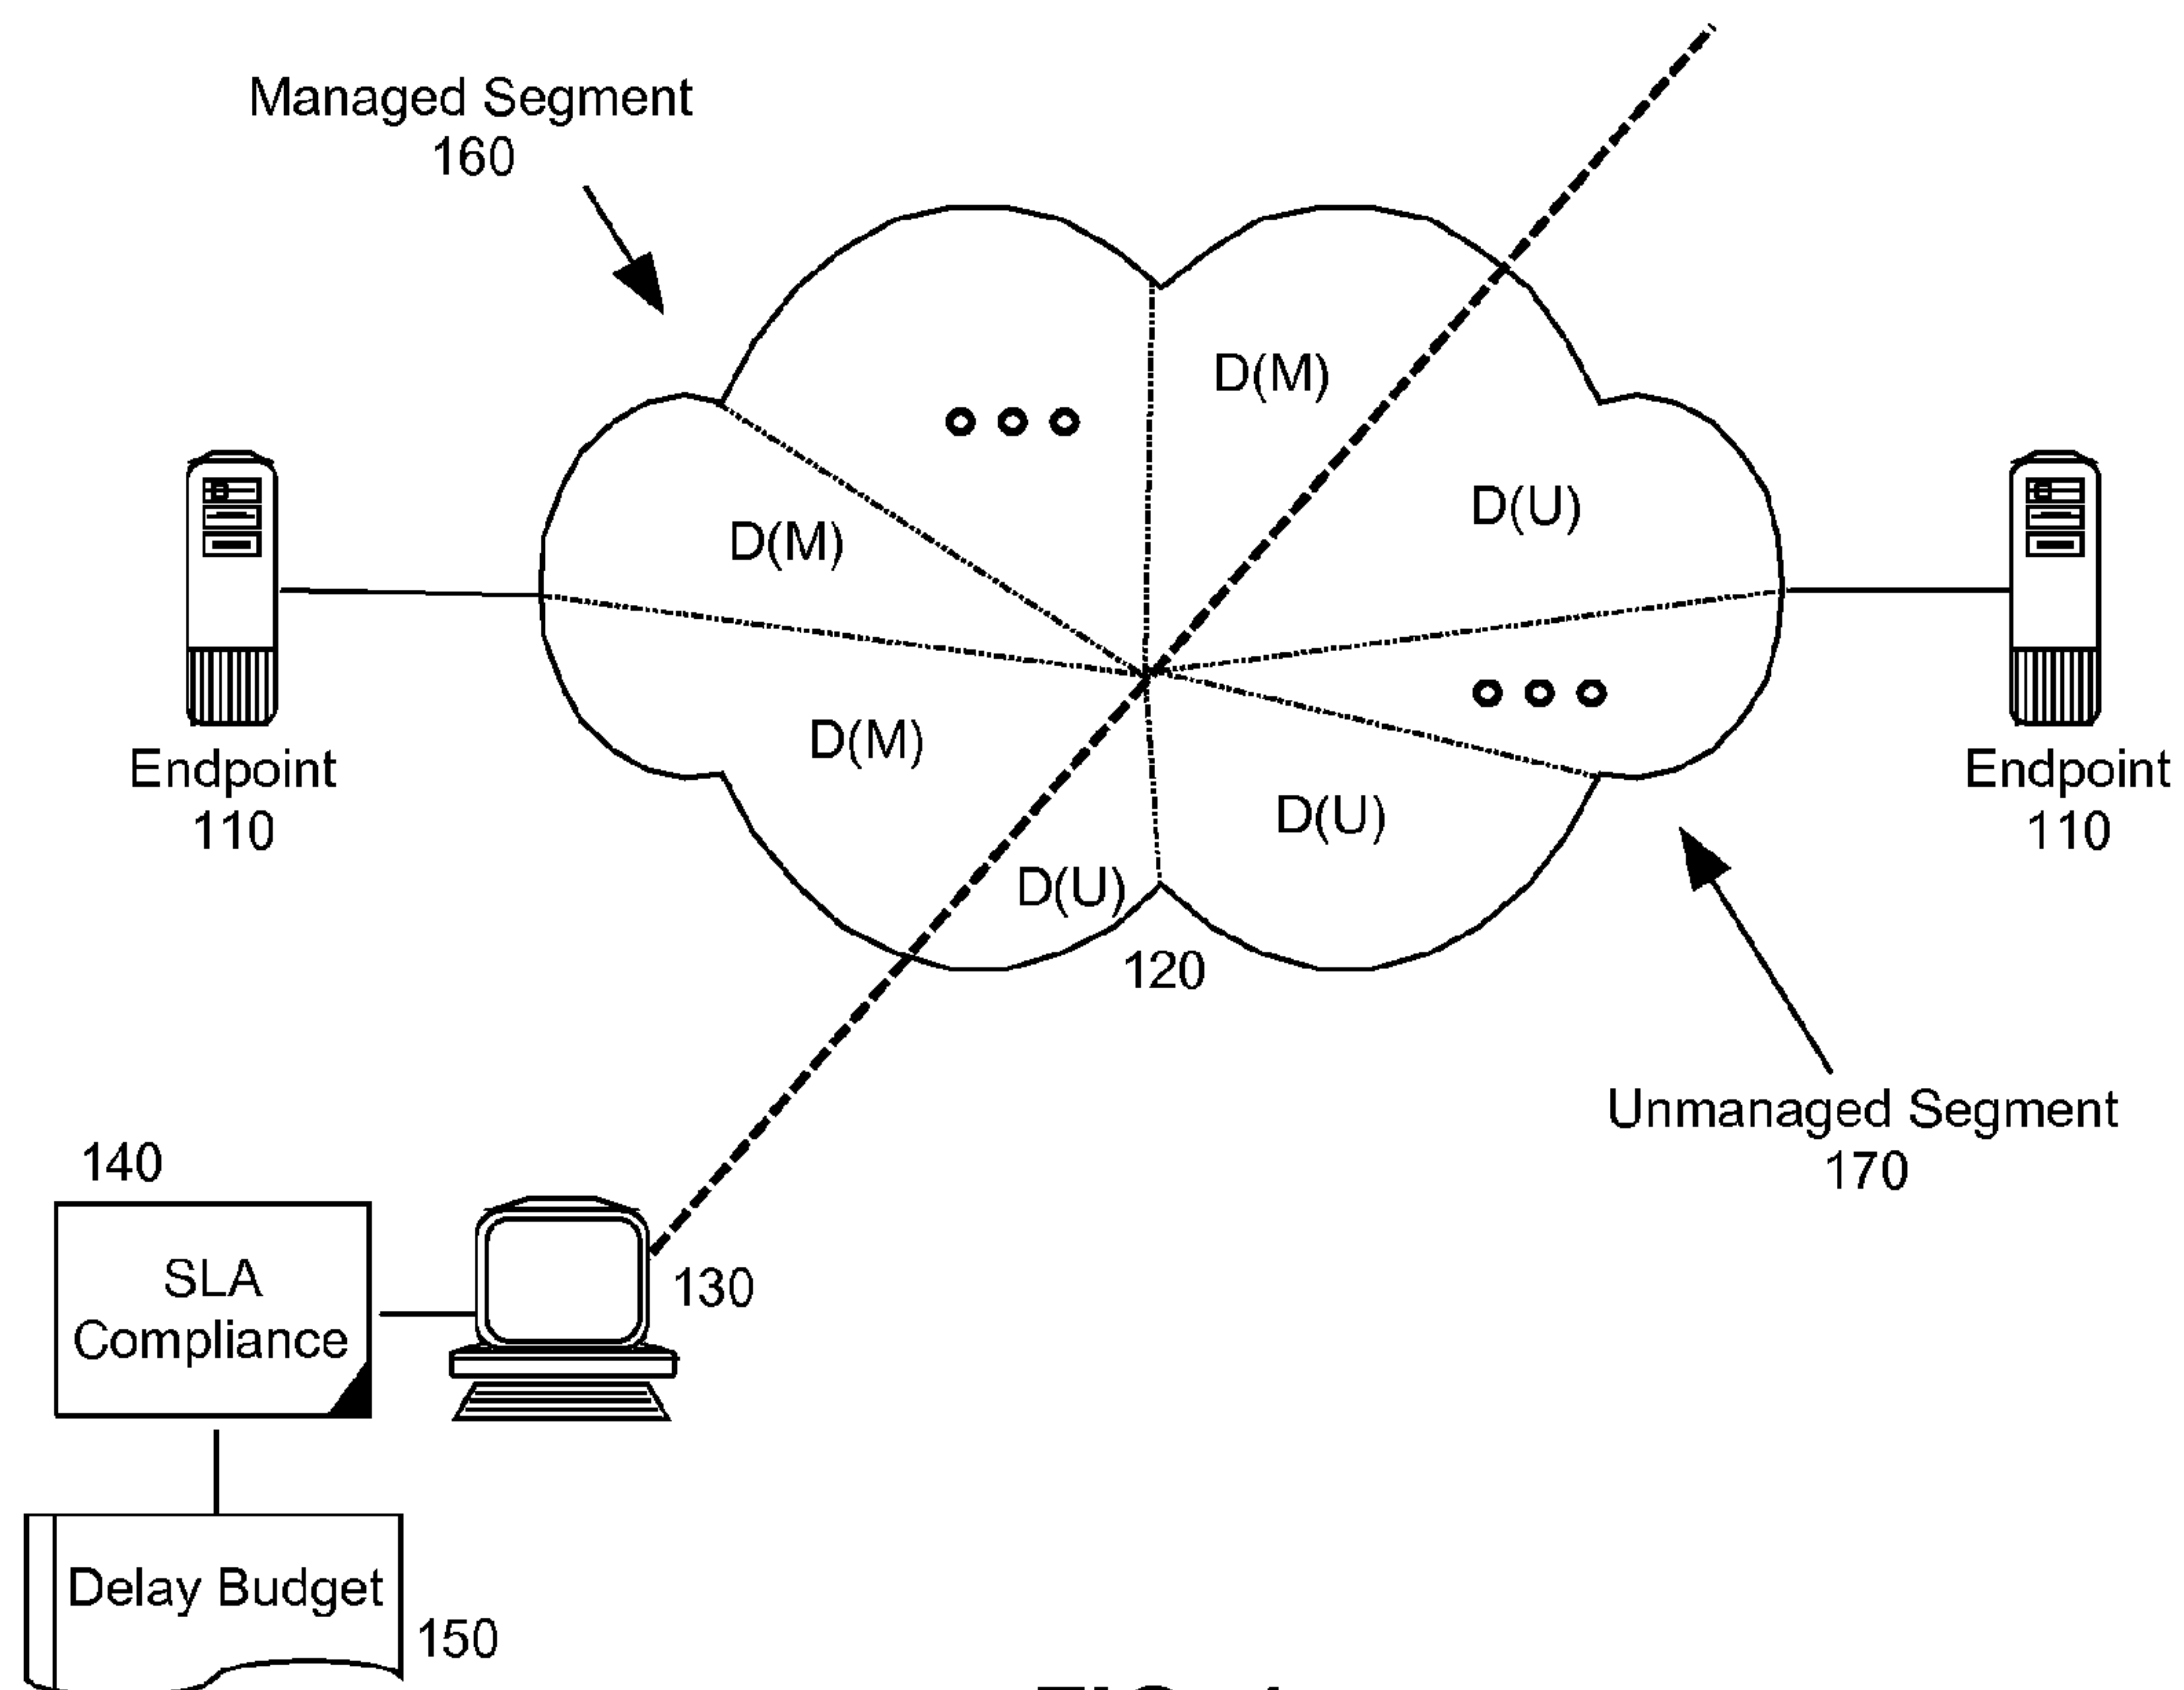 Managed Segment
160
D(M)
D(U)
D(M)
D(M)
D(U)
D(U)
120
Endpoint
110
Endpoint
110
Unmanaged Segment
170
140
SLA
Compliance
130
Delay Budget
150